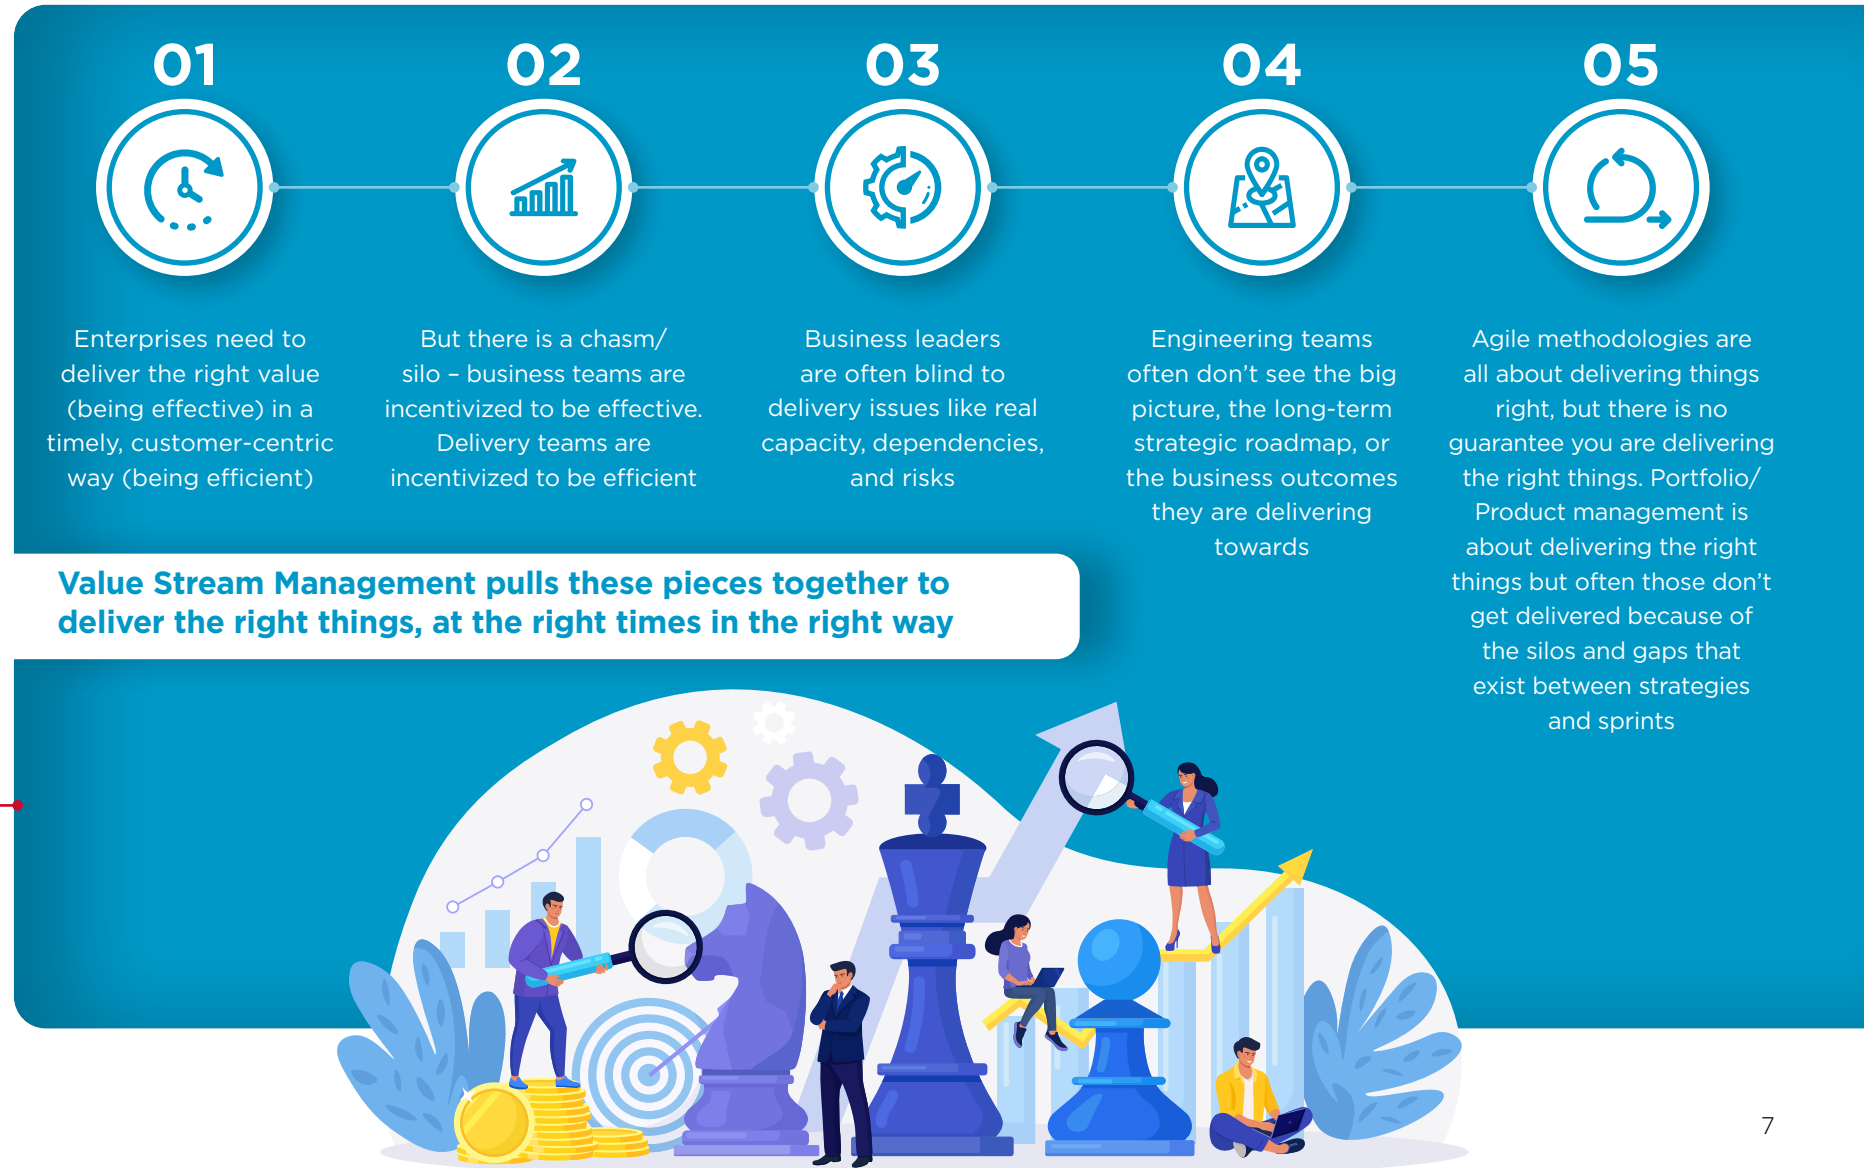 01
Enterprises need to
deliver the right value
(being effective) in a
timely, customer-centric
way (being efficient)
02
But there is a chasm/
silo – business teams are
incentivized to be effective.
Delivery teams are
incentivized to be efficient
03
Business leaders
are often blind to
delivery issues like real
capacity, dependencies,
and risks
04
Engineering teams
often don’t see the big
picture, the long-term
strategic roadmap, or
the business outcomes
they are delivering
towards
05
Agile methodologies are
all about delivering things
right, but there is no
guarantee you are delivering
the right things. Portfolio/
Product management is
about delivering the right
things but often those don’t
get delivered because of
the silos and gaps that
exist between strategies
and sprints
Value Stream Management pulls these pieces together to
deliver the right things, at the right times in the right way
7